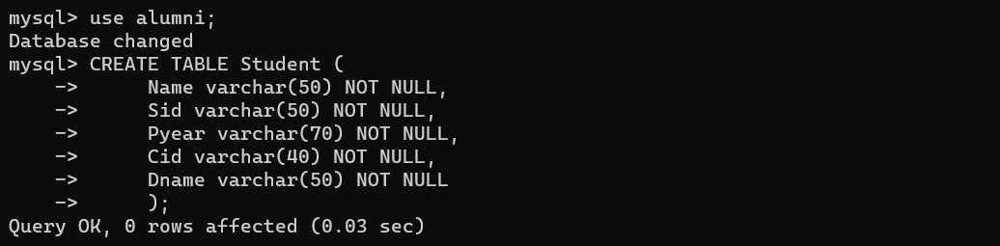 mysql> use alumni;
Database changed
mysql> CREATE TABLE Student (
    ->      Name varchar(50) NOT NULL,
    ->      Sid varchar(50) NOT NULL,
    ->      Pyear varchar(70) NOT NULL,
    ->      Cid varchar(40) NOT NULL,
    ->      Dname varchar(50) NOT NULL
    ->      );
Query OK, 0 rows affected (0.03 sec)